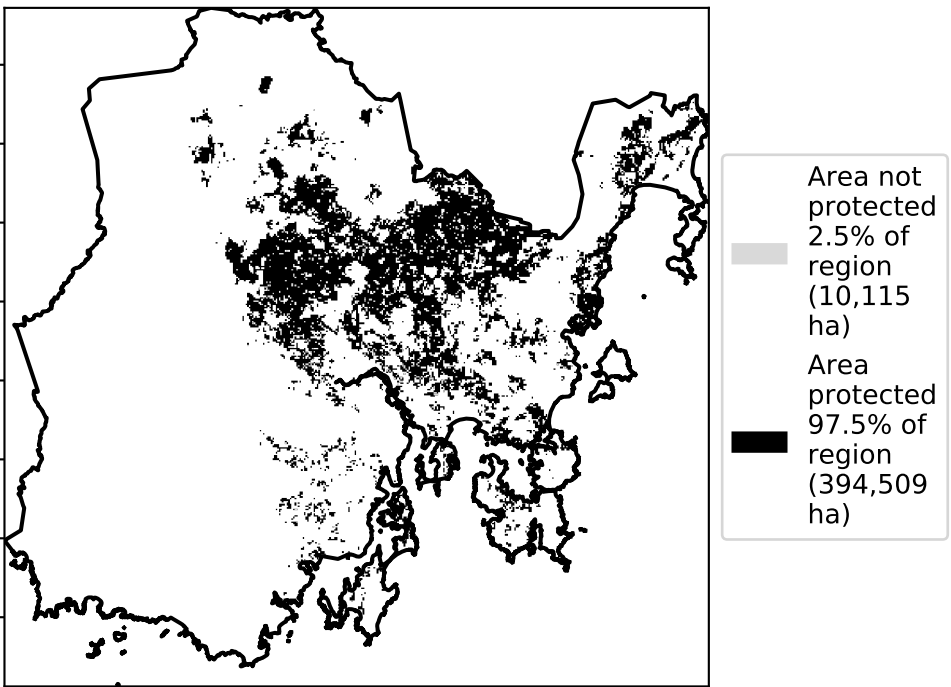 Area not
protected
2.5% of
region
(10,115
ha)
Area
protected
97.5% of
region
(394,509
ha)